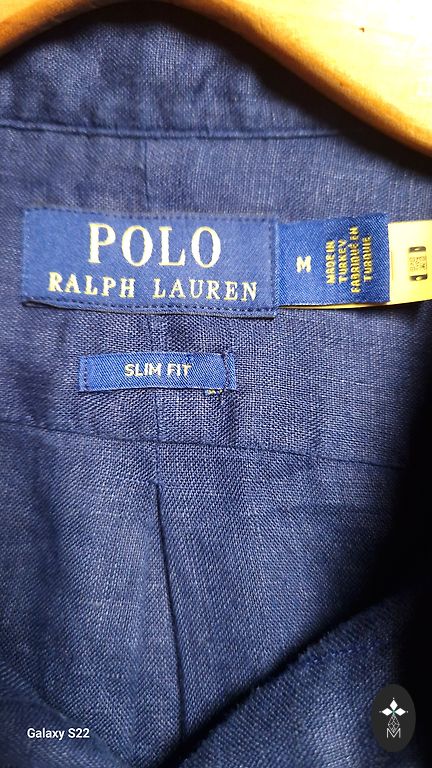 POLO
RALPH LAUREN
M
MADE IN
TURKEY
FABRIQUÉ EN
TURQUIE
SLIM FIT
Galaxy S22
M